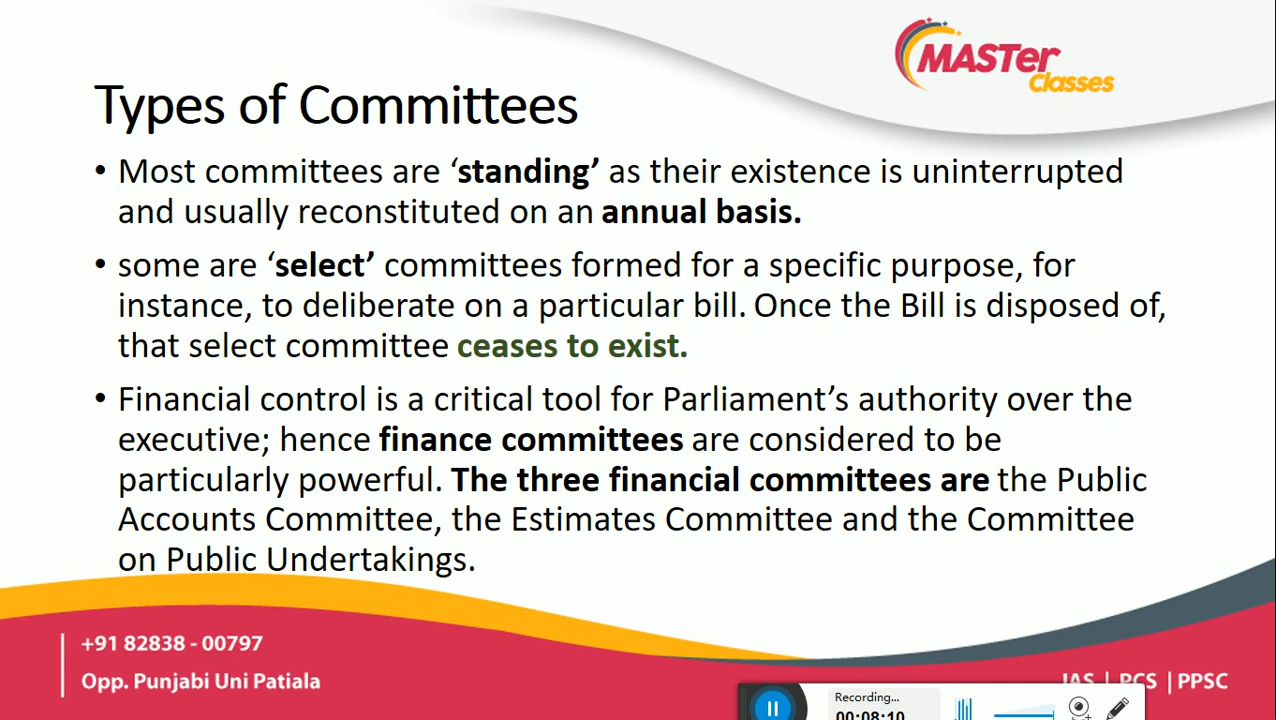 MASTer
Classes
Types of Committees
• Most committees are ‘standing’ as their existence is uninterrupted
and usually reconstituted on an annual basis.
• some are ‘select’ committees formed for a specific purpose, for
instance, to deliberate on a particular bill. Once the Bill is disposed of,
that select committee ceases to exist.
• Financial control is a critical tool for Parliament’s authority over the
executive; hence finance committees are considered to be
particularly powerful. The three financial committees are the Public
Accounts Committee, the Estimates Committee and the Committee
on Public Undertakings.
+91 82838 - 00797
Opp. Punjabi Uni Patiala
IAS | PCS | PPSC
Recording...
00:08:10